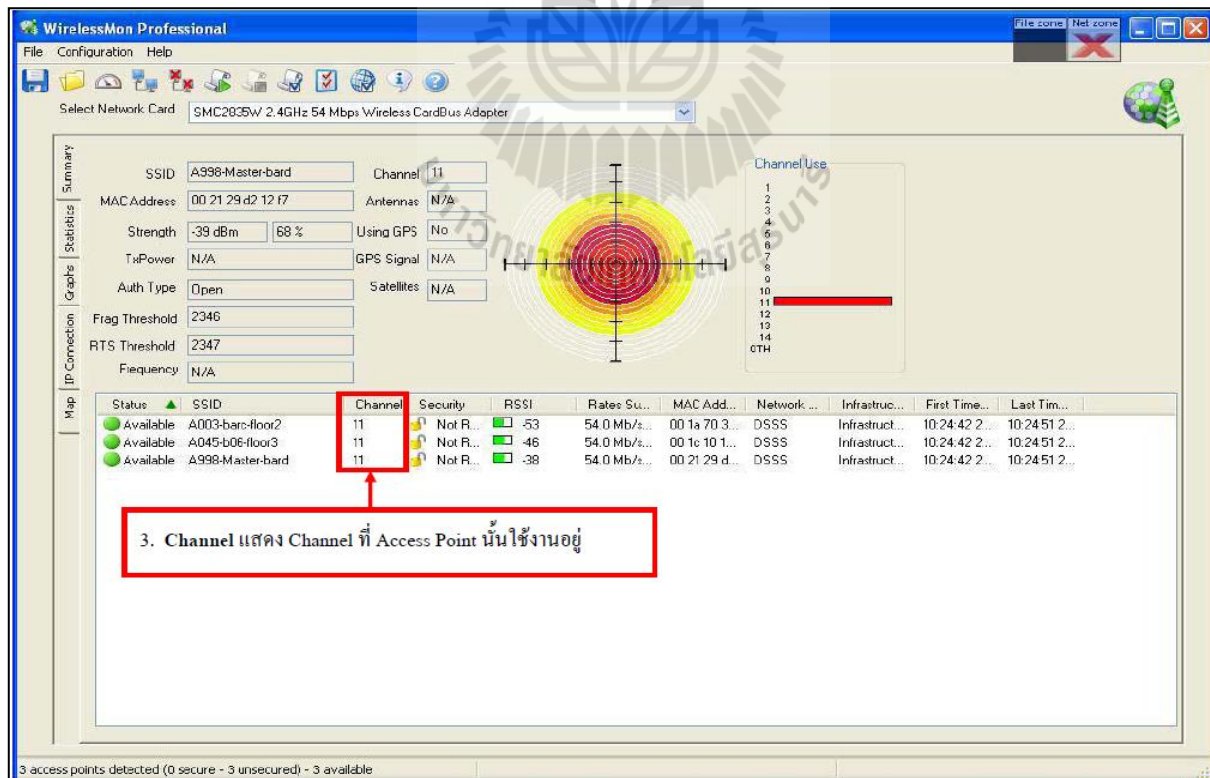 WirelessMon Professional
File zone Net zone
File Configuration Help
Select Network Card SMC2835W 2.4GHz 54 Mbps Wireless CardBus Adapter
Summary
Statistics
Graphs
IP Connection
Map
SSID A998-Master-bard Channel 11
MAC Address 00 21 29 d2 12 f7 Antennas N/A
Strength -39 dBm 68 % Using GPS No
TxPower N/A GPS Signal N/A
Auth Type Open Satellites N/A
Frag Threshold 2346
RTS Threshold 2347
Frequency N/A
Channel Use
1
2
3
4
5
6
7
8
9
10
11
12
13
14
OTH
Status SSID Channel Security RSSI Rates Su... MAC Add... Network ... Infrastruc... First Time... Last Tim...
Available A003-barc-floor2 11 Not R... -53 54.0 Mb/s... 00 1a 70 3... DSSS Infrastruct... 10:24:42 2... 10:24:51 2...
Available A045-b06-floor3 11 Not R... -46 54.0 Mb/s... 00 1c 10 1... DSSS Infrastruct... 10:24:42 2... 10:24:51 2...
Available A998-Master-bard 11 Not R... -38 54.0 Mb/s... 00 21 29 d... DSSS Infrastruct... 10:24:42 2... 10:24:51 2...
3. Channel แสดง Channel ที่ Access Point นั้นใช้งานอยู่
3 access points detected (0 secure - 3 unsecured) - 3 available